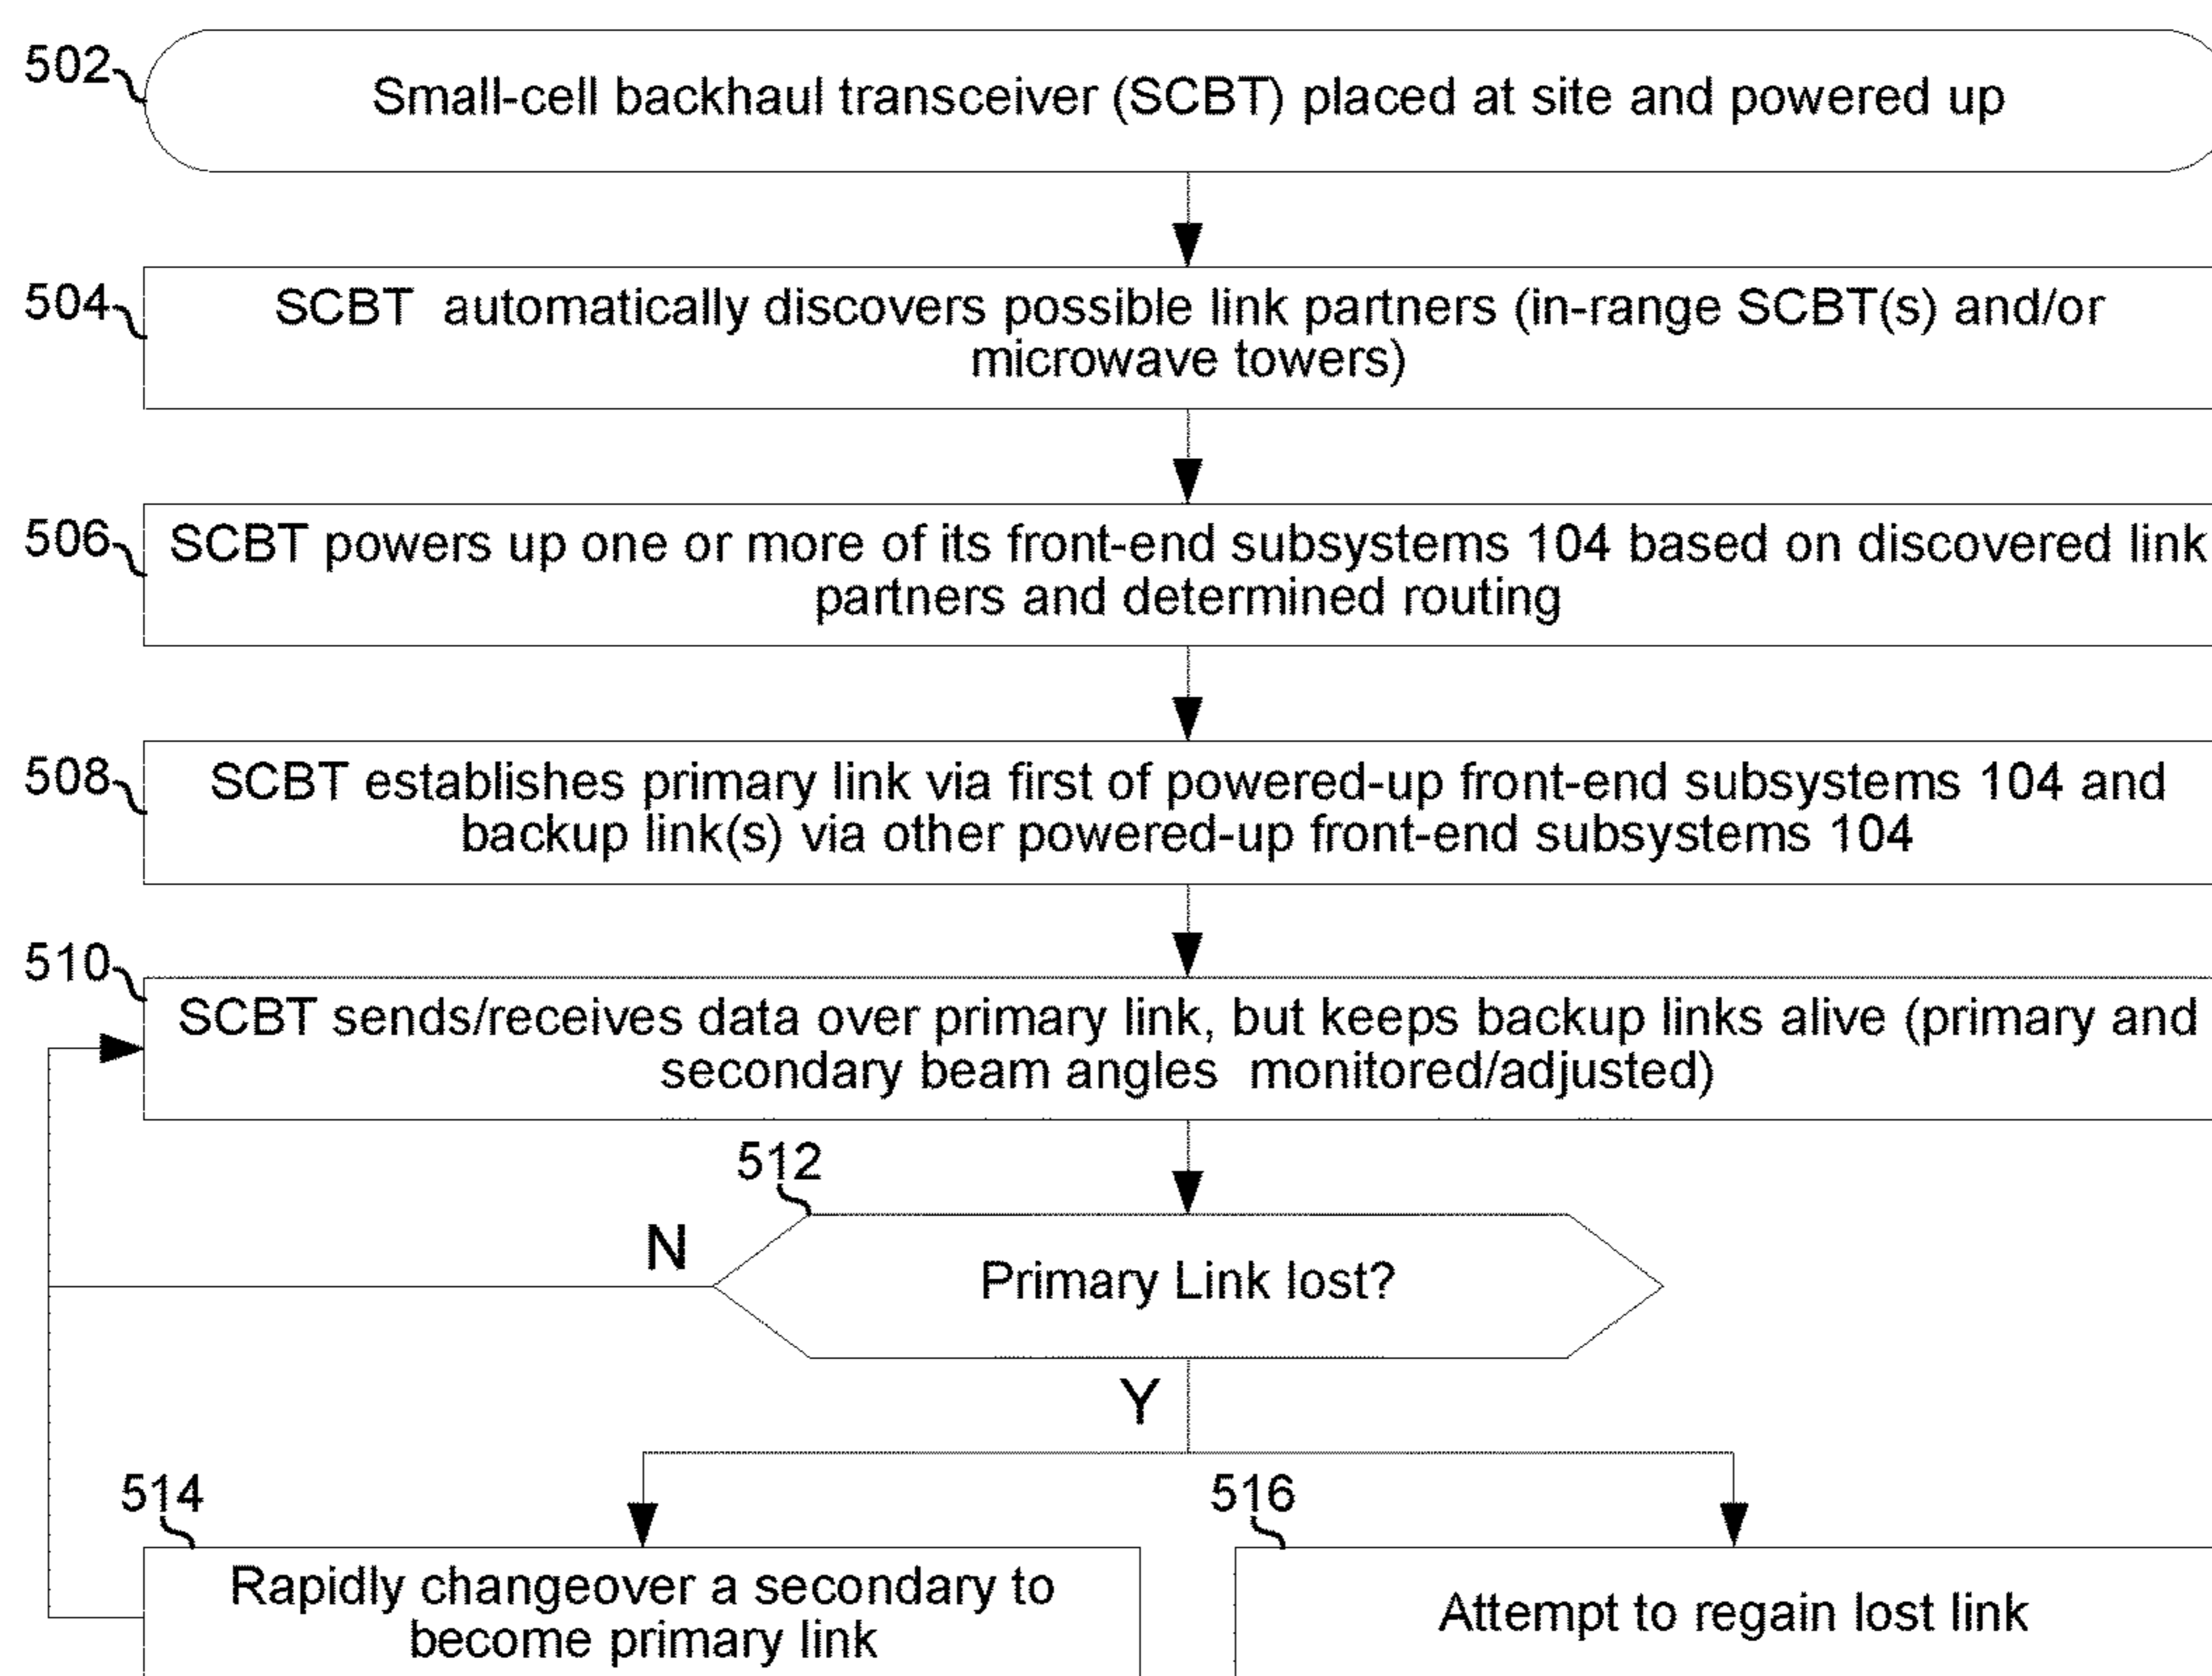 502
Small-cell backhaul transceiver (SCBT) placed at site and powered up
504
SCBT automatically discovers possible link partners (in-range SCBT(s) and/or
microwave towers)
506
SCBT powers up one or more of its front-end subsystems 104 based on discovered link
partners and determined routing
508
SCBT establishes primary link via first of powered-up front-end subsystems 104 and
backup link(s) via other powered-up front-end subsystems 104
510
SCBT sends/receives data over primary link, but keeps backup links alive (primary and
secondary beam angles monitored/adjusted)
512
N
Primary Link lost?
Y
514
Rapidly changeover a secondary to
become primary link
516
Attempt to regain lost link